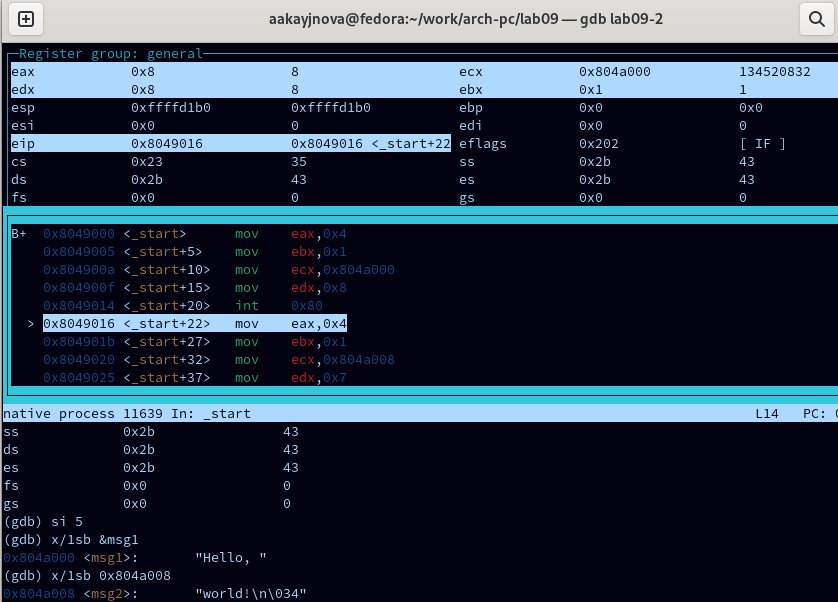 aakayjnova@fedora:~/work/arch-pc/lab09 — gdb lab09-2
Register group: general
eax 0x8 8 ecx 0x804a000 134520832
edx 0x8 8 ebx 0x1 1
esp 0xffffd1b0 0xffffd1b0 ebp 0x0 0x0
esi 0x0 0 edi 0x0 0
eip 0x8049016 0x8049016 <_start+22 eflags 0x202 [ IF ]
cs 0x23 35 ss 0x2b 43
ds 0x2b 43 es 0x2b 43
fs 0x0 0 gs 0x0 0
B+ 0x8049000 <_start> mov eax,0x4
0x8049005 <_start+5> mov ebx,0x1
0x804900a <_start+10> mov ecx,0x804a000
0x804900f <_start+15> mov edx,0x8
0x8049014 <_start+20> int 0x80
> 0x8049016 <_start+22> mov eax,0x4
0x804901b <_start+27> mov ebx,0x1
0x8049020 <_start+32> mov ecx,0x804a008
0x8049025 <_start+37> mov edx,0x7
native process 11639 In: _start L14 PC:
ss 0x2b 43
ds 0x2b 43
es 0x2b 43
fs 0x0 0
gs 0x0 0
(gdb) si 5
(gdb) x/1sb &msg1
0x804a000 <msg1>: "Hello, "
(gdb) x/1sb 0x804a008
0x804a008 <msg2>: "world!\n\034"